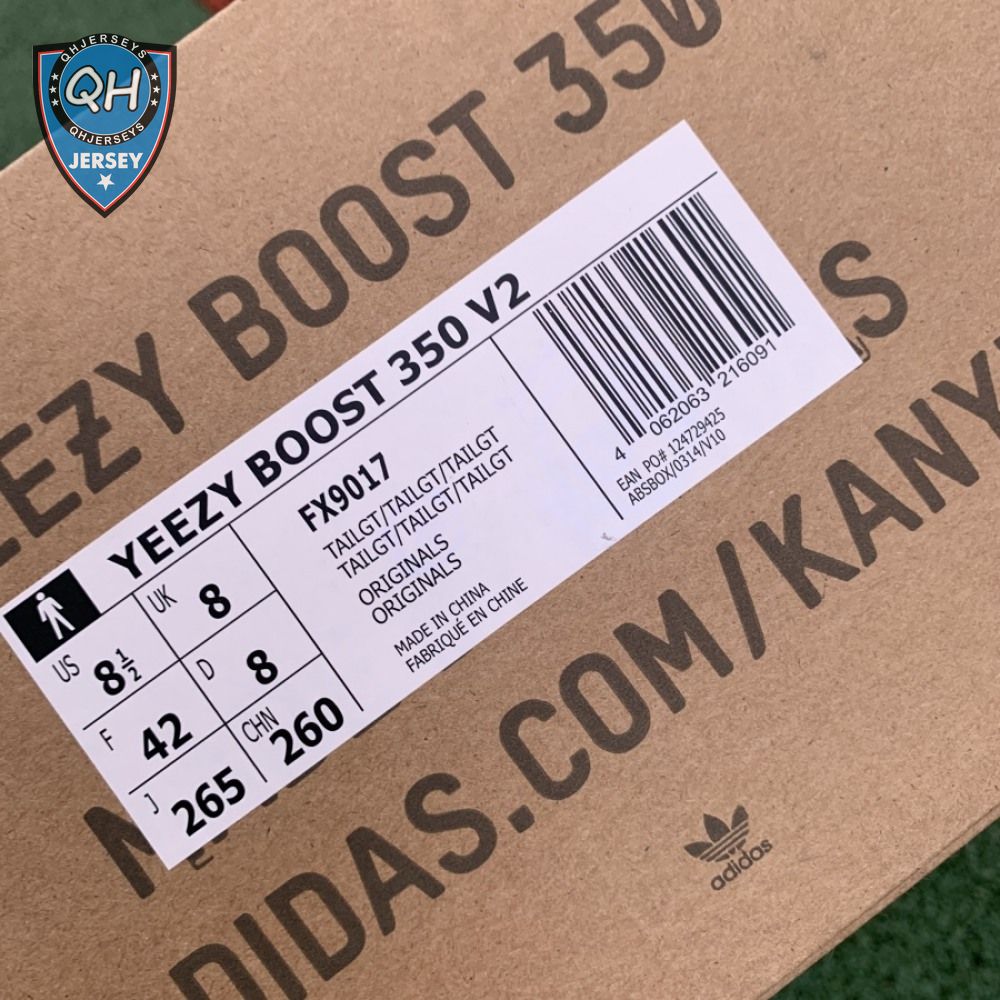 QHJERSEYS
QH
QHJERSEYS
JERSEY
YEEZY BOOST 350 V2
FX9017
TAILGT/TAILGT/TAILGT
TAILGT/TAILGT/TAILGT
ORIGINALS
ORIGINALS
MADE IN CHINA
FABRIQUÉ EN CHINE
4 062063 216091
EAN PO# 124729425
ABSBOX/0314/V10
US 8½
UK 8
F 42
D 8
J 265
CHN 260
EEZY BOOST 350
DIDAS.COM/KANY
adidas